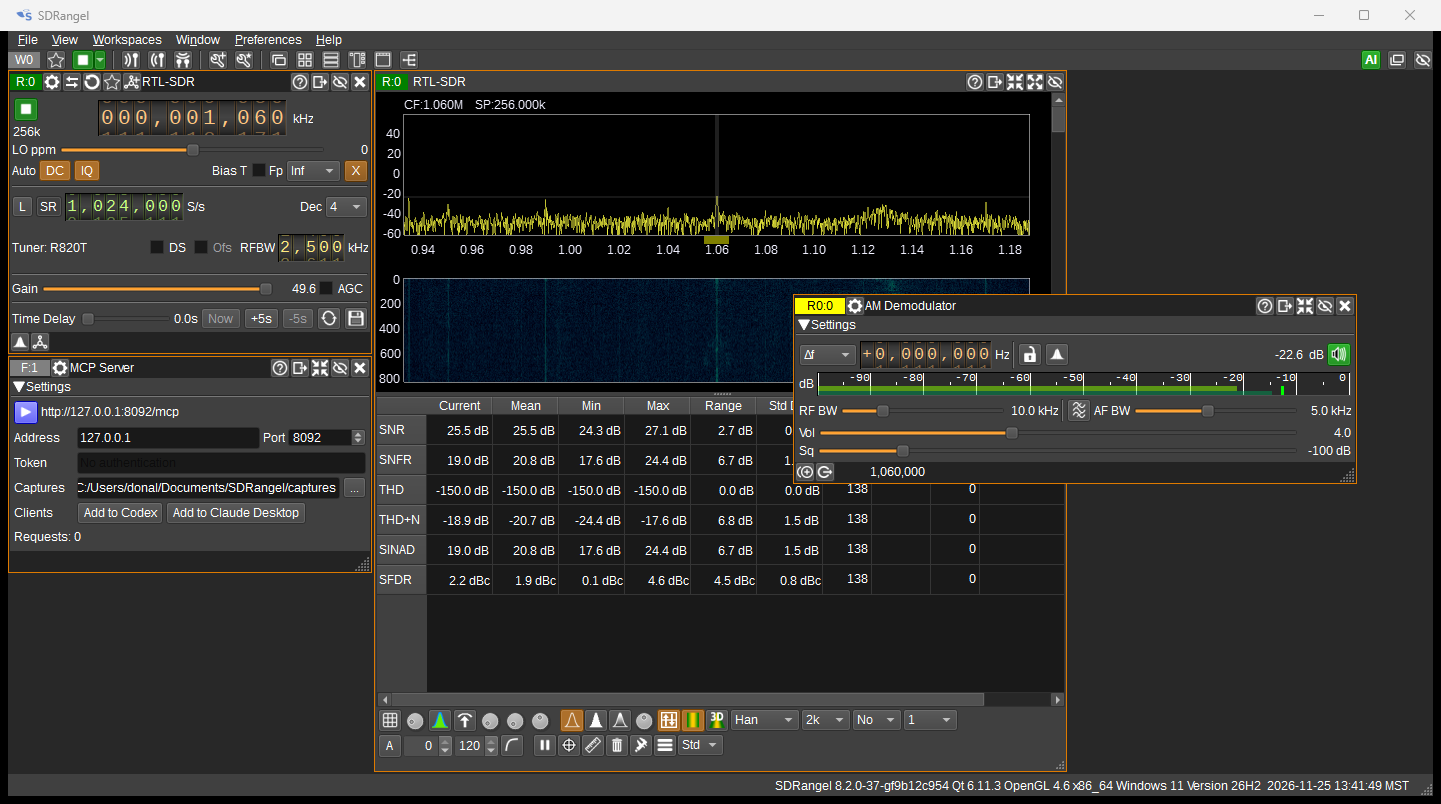 SDRangel
File View Workspaces Window Preferences Help
W0
AI
R:0 RTL-SDR
000,001,060 kHz
256k
LO ppm 0
Auto DC IQ Bias T Fp Inf X
L SR 1,024,000 S/s Dec 4
Tuner: R820T DS Ofs RFBW 2,500 kHz
Gain 49.6 AGC
Time Delay 0.0s Now +5s -5s
F:1 MCP Server
Settings
http://127.0.0.1:8092/mcp
Address 127.0.0.1 Port 8092
Token No authentication
Captures C:/Users/donal/Documents/SDRangel/captures ...
Clients Add to Codex Add to Claude Desktop
Requests: 0
R:0 RTL-SDR
CF:1.060M SP:256.000k
40
20
0
-20
-40
-60
0.94 0.96 0.98 1.00 1.02 1.04 1.06 1.08 1.10 1.12 1.14 1.16 1.18
0
200
400
600
800
Current Mean Min Max Range Std D
SNR 25.5 dB 25.5 dB 24.3 dB 27.1 dB 2.7 dB 0
SNFR 19.0 dB 20.8 dB 17.6 dB 24.4 dB 6.7 dB 1.
THD -150.0 dB -150.0 dB -150.0 dB -150.0 dB 0.0 dB 0.0 dB 138 0
THD+N -18.9 dB -20.7 dB -24.4 dB -17.6 dB 6.8 dB 1.5 dB 138 0
SINAD 19.0 dB 20.8 dB 17.6 dB 24.4 dB 6.7 dB 1.5 dB 138 0
SFDR 2.2 dBc 1.9 dBc 0.1 dBc 4.6 dBc 4.5 dBc 0.8 dBc 138 0
3D Han 2k No 1
A 0 120 Std
R0:0 AM Demodulator
Settings
Δf +0,000,000 Hz -22.6 dB
dB -90 -80 -70 -60 -50 -40 -30 -20 -10 0
RF BW 10.0 kHz AF BW 5.0 kHz
Vol 4.0
Sq -100 dB
1,060,000
SDRangel 8.2.0-37-gf9b12c954 Qt 6.11.3 OpenGL 4.6 x86_64 Windows 11 Version 26H2 2026-11-25 13:41:49 MST